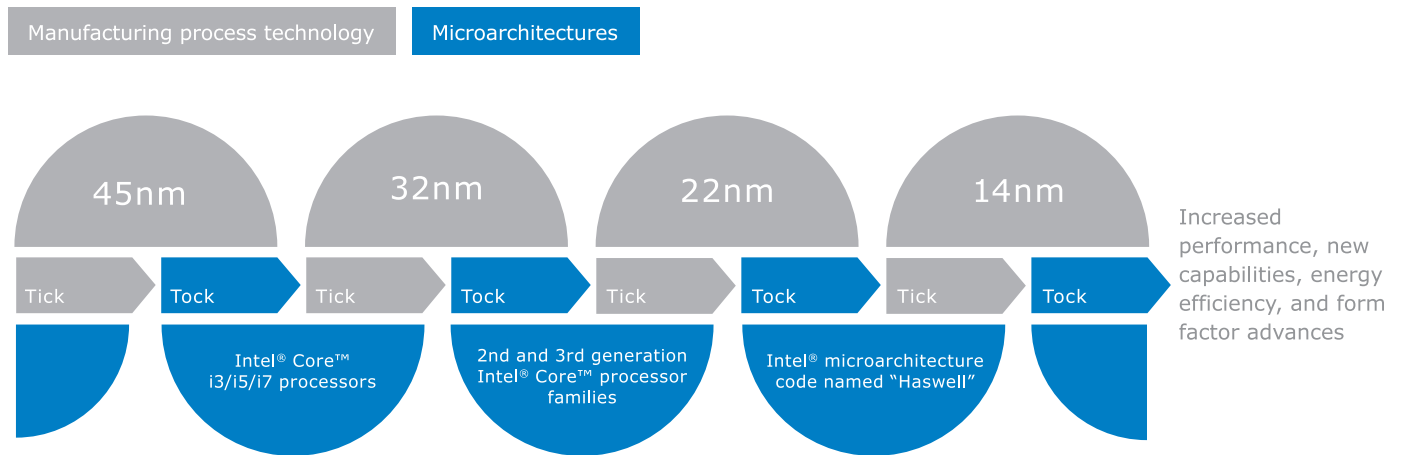 Manufacturing process technology
Microarchitectures
45nm
32nm
22nm
14nm
Tick
Tock
Tick
Tock
Tick
Tock
Tick
Tock
Increased
performance, new
capabilities, energy
efficiency, and form
factor advances
Intel® Core™
i3/i5/i7 processors
2nd and 3rd generation
Intel® Core™ processor
families
Intel® microarchitecture
code named “Haswell”